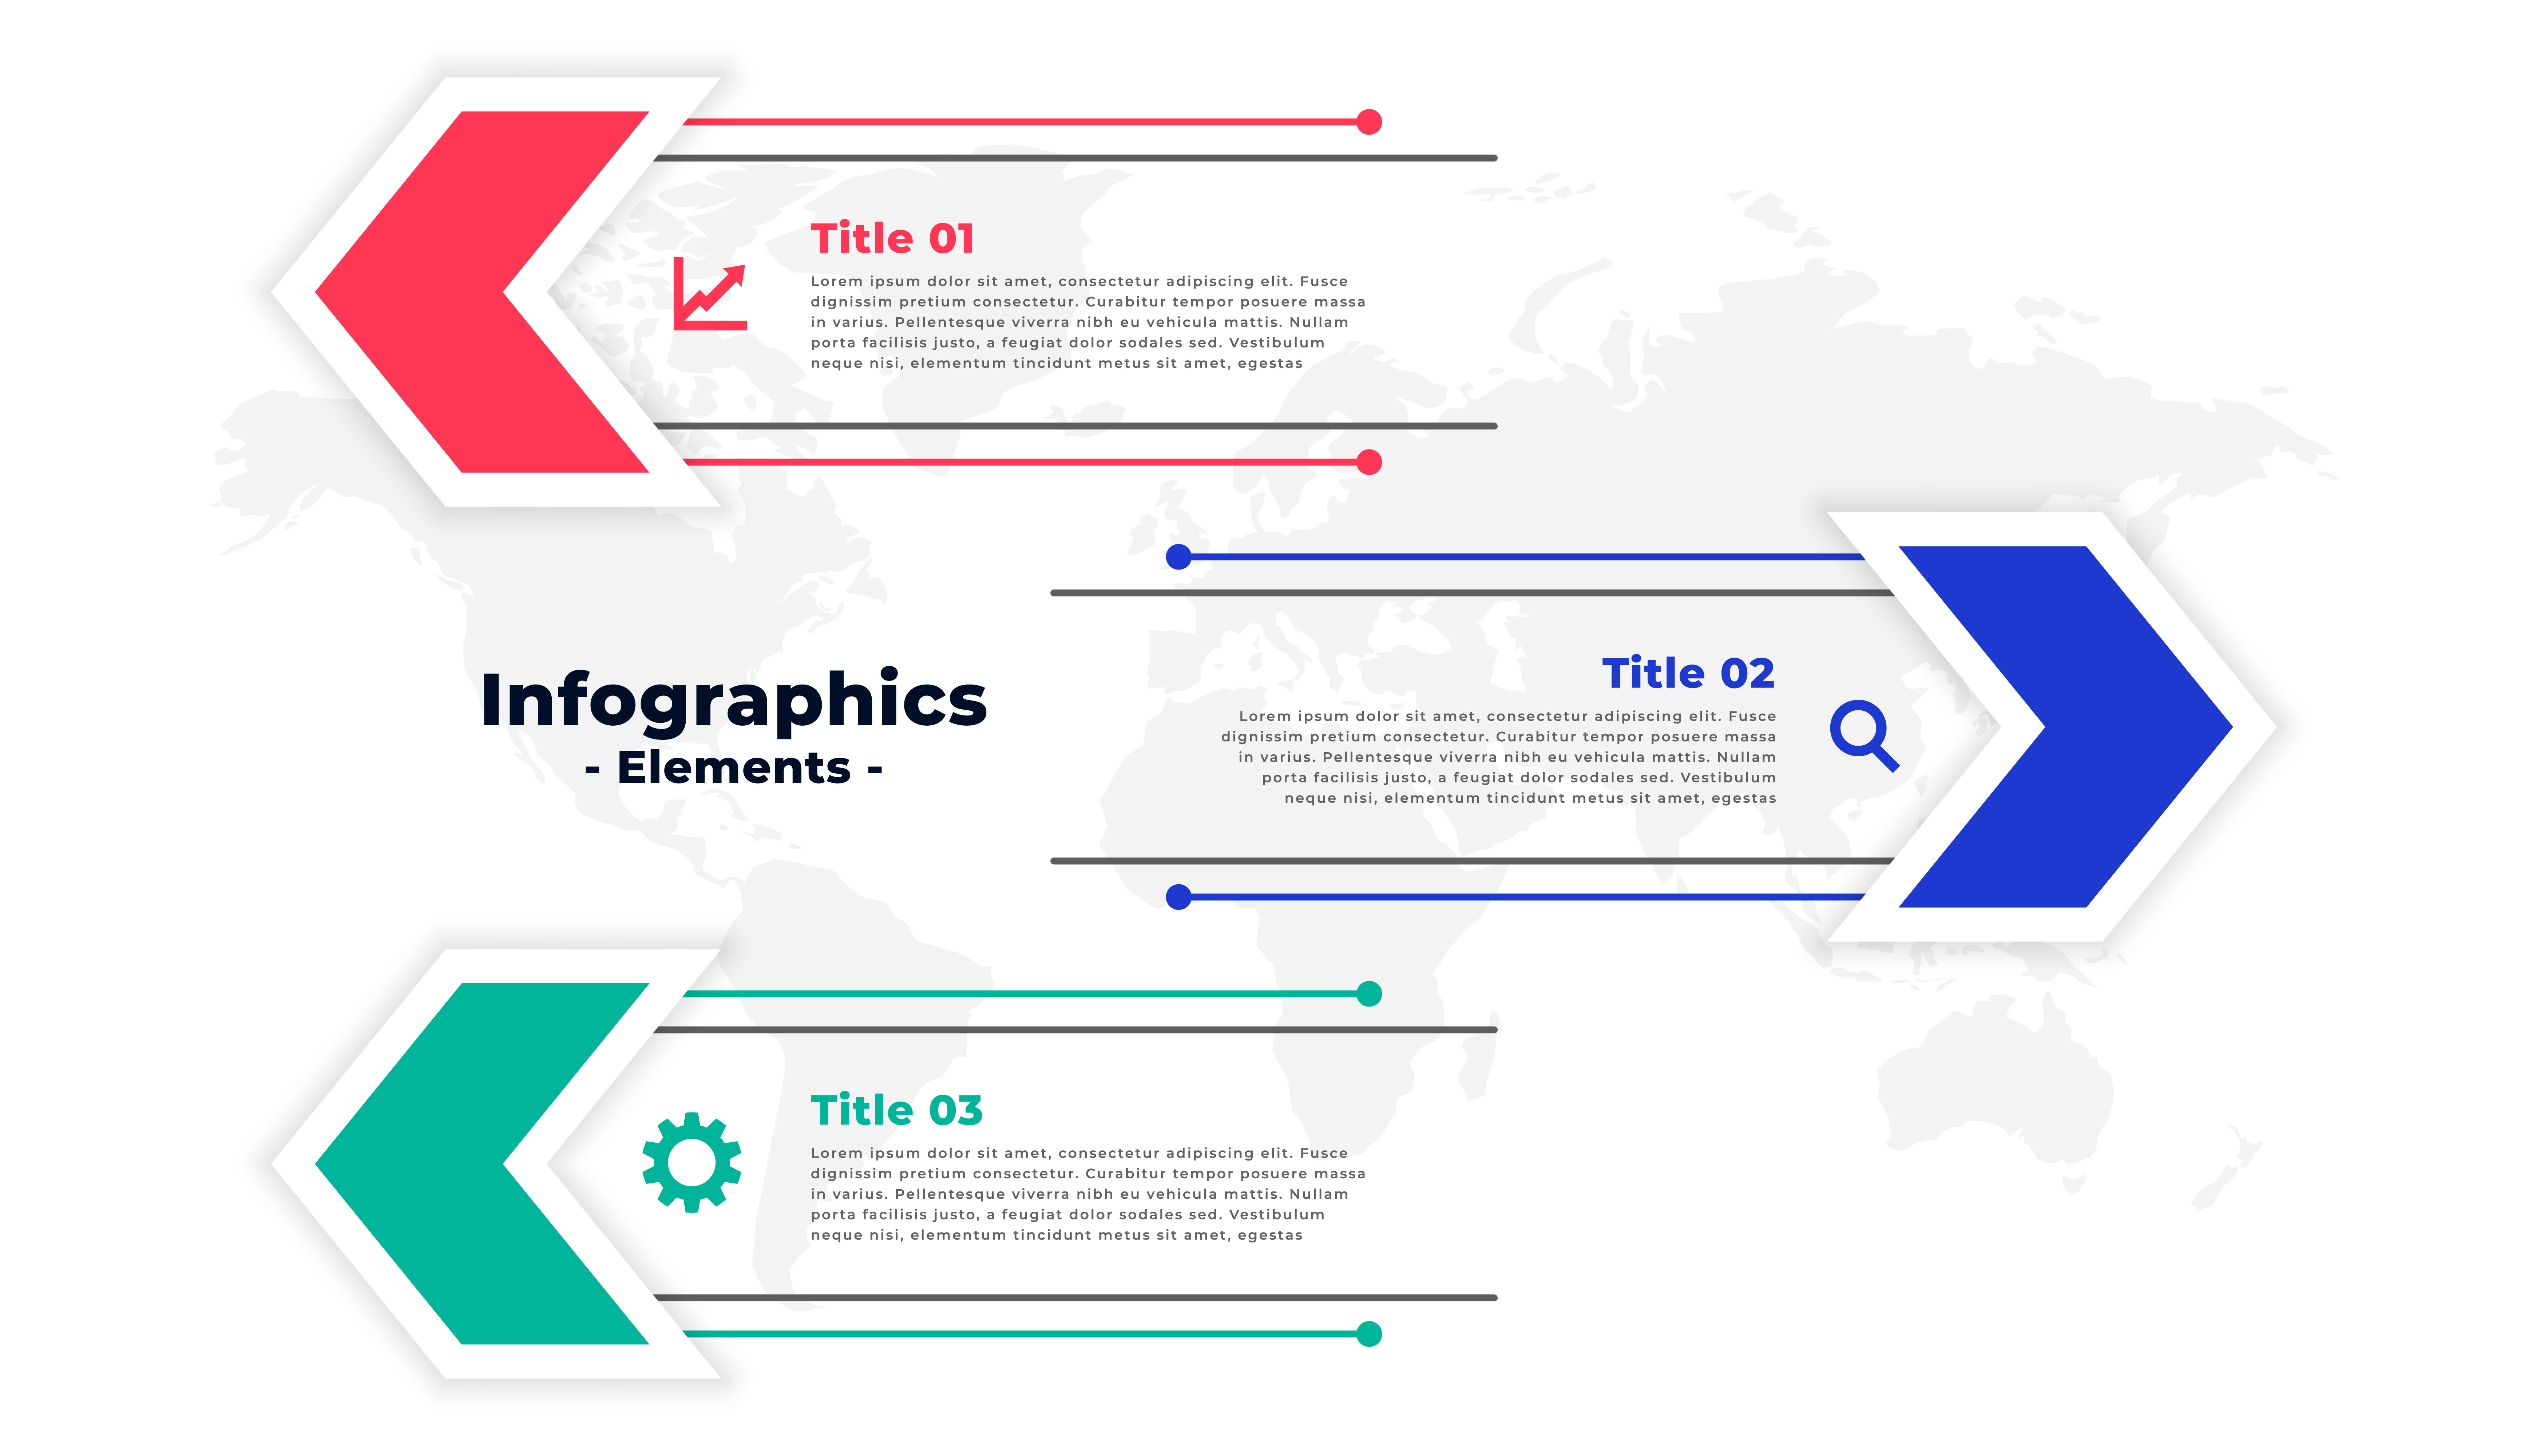 Title 01
Lorem ipsum dolor sit amet, consectetur adipiscing elit. Fusce
dignissim pretium consectetur. Curabitur tempor posuere massa
in varius. Pellentesque viverra nibh eu vehicula mattis. Nullam
porta facilisis justo, a feugiat dolor sodales sed. Vestibulum
neque nisi, elementum tincidunt metus sit amet, egestas
Infographics
- Elements -
Title 02
Lorem ipsum dolor sit amet, consectetur adipiscing elit. Fusce
dignissim pretium consectetur. Curabitur tempor posuere massa
in varius. Pellentesque viverra nibh eu vehicula mattis. Nullam
porta facilisis justo, a feugiat dolor sodales sed. Vestibulum
neque nisi, elementum tincidunt metus sit amet, egestas
Title 03
Lorem ipsum dolor sit amet, consectetur adipiscing elit. Fusce
dignissim pretium consectetur. Curabitur tempor posuere massa
in varius. Pellentesque viverra nibh eu vehicula mattis. Nullam
porta facilisis justo, a feugiat dolor sodales sed. Vestibulum
neque nisi, elementum tincidunt metus sit amet, egestas